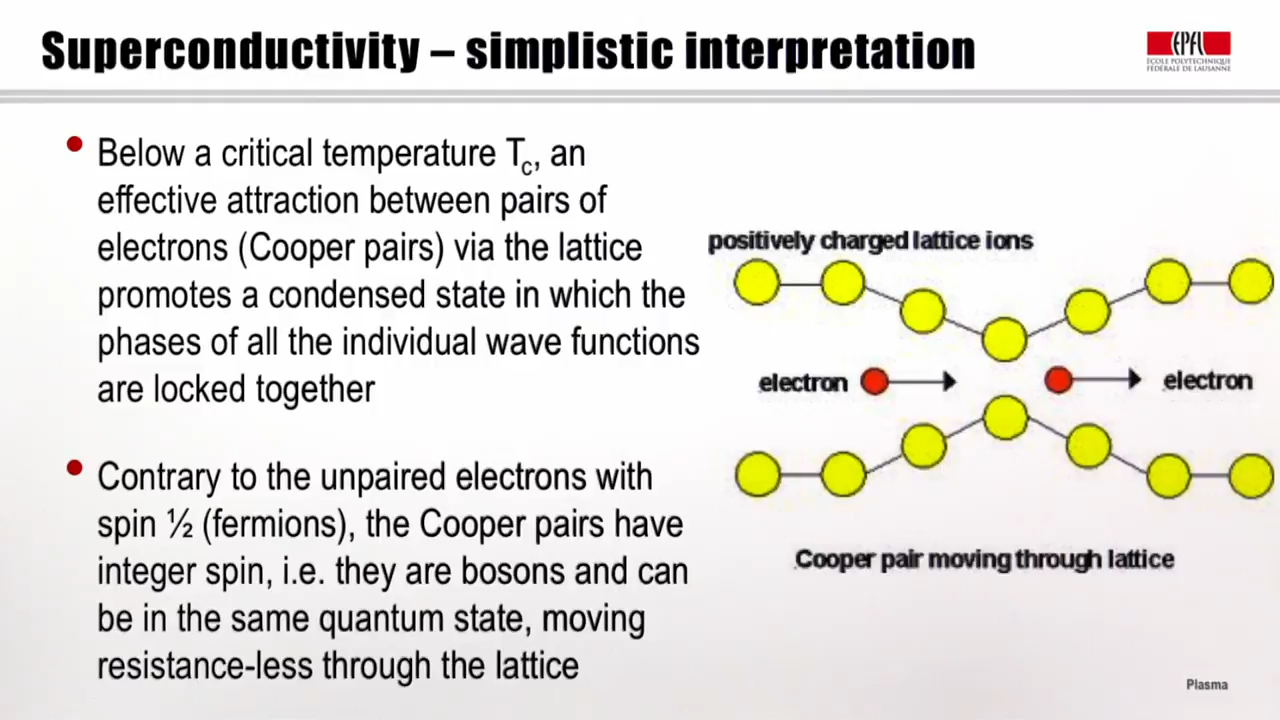 Superconductivity – simplistic interpretation
EPFL
ÉCOLE POLYTECHNIQUE
FÉDÉRALE DE LAUSANNE
• Below a critical temperature Tc, an
effective attraction between pairs of
electrons (Cooper pairs) via the lattice
promotes a condensed state in which the
phases of all the individual wave functions
are locked together
• Contrary to the unpaired electrons with
spin ½ (fermions), the Cooper pairs have
integer spin, i.e. they are bosons and can
be in the same quantum state, moving
resistance-less through the lattice
positively charged lattice ions
electron
electron
Cooper pair moving through lattice
Plasma